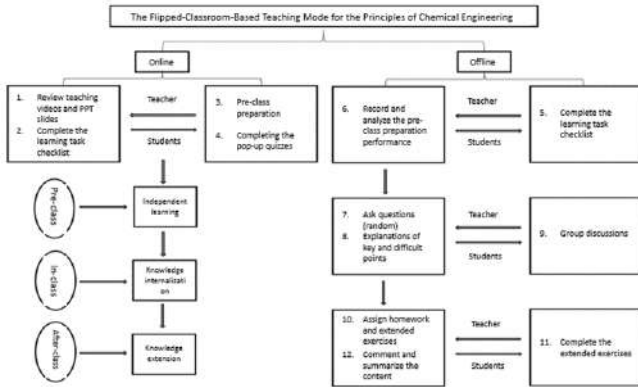 The Flipped-Classroom-Based Teaching Mode for the Principles of Chemical Engineering
Online
Offline
1. Review teaching
videos and PPT
slides
2. Complete the
learning task
checklist
Teacher
Students
3. Pre-class
preparation
4. Completing the
pop-up quizzes
6. Record and
analyze the pre-
class preparation
performance
Teacher
Students
5. Complete the
learning task
checklist
Pre-class
Independent
learning
7. Ask questions
(random)
8. Explanations of
key and difficult
points
Teacher
Students
9. Group discussions
In-class
Knowledge
internalizati
on
10. Assign homework
and extended
exercises
12. Comment and
summarize the
content
Teacher
Students
11. Complete the
extended exercises
After-class
Knowledge
extension